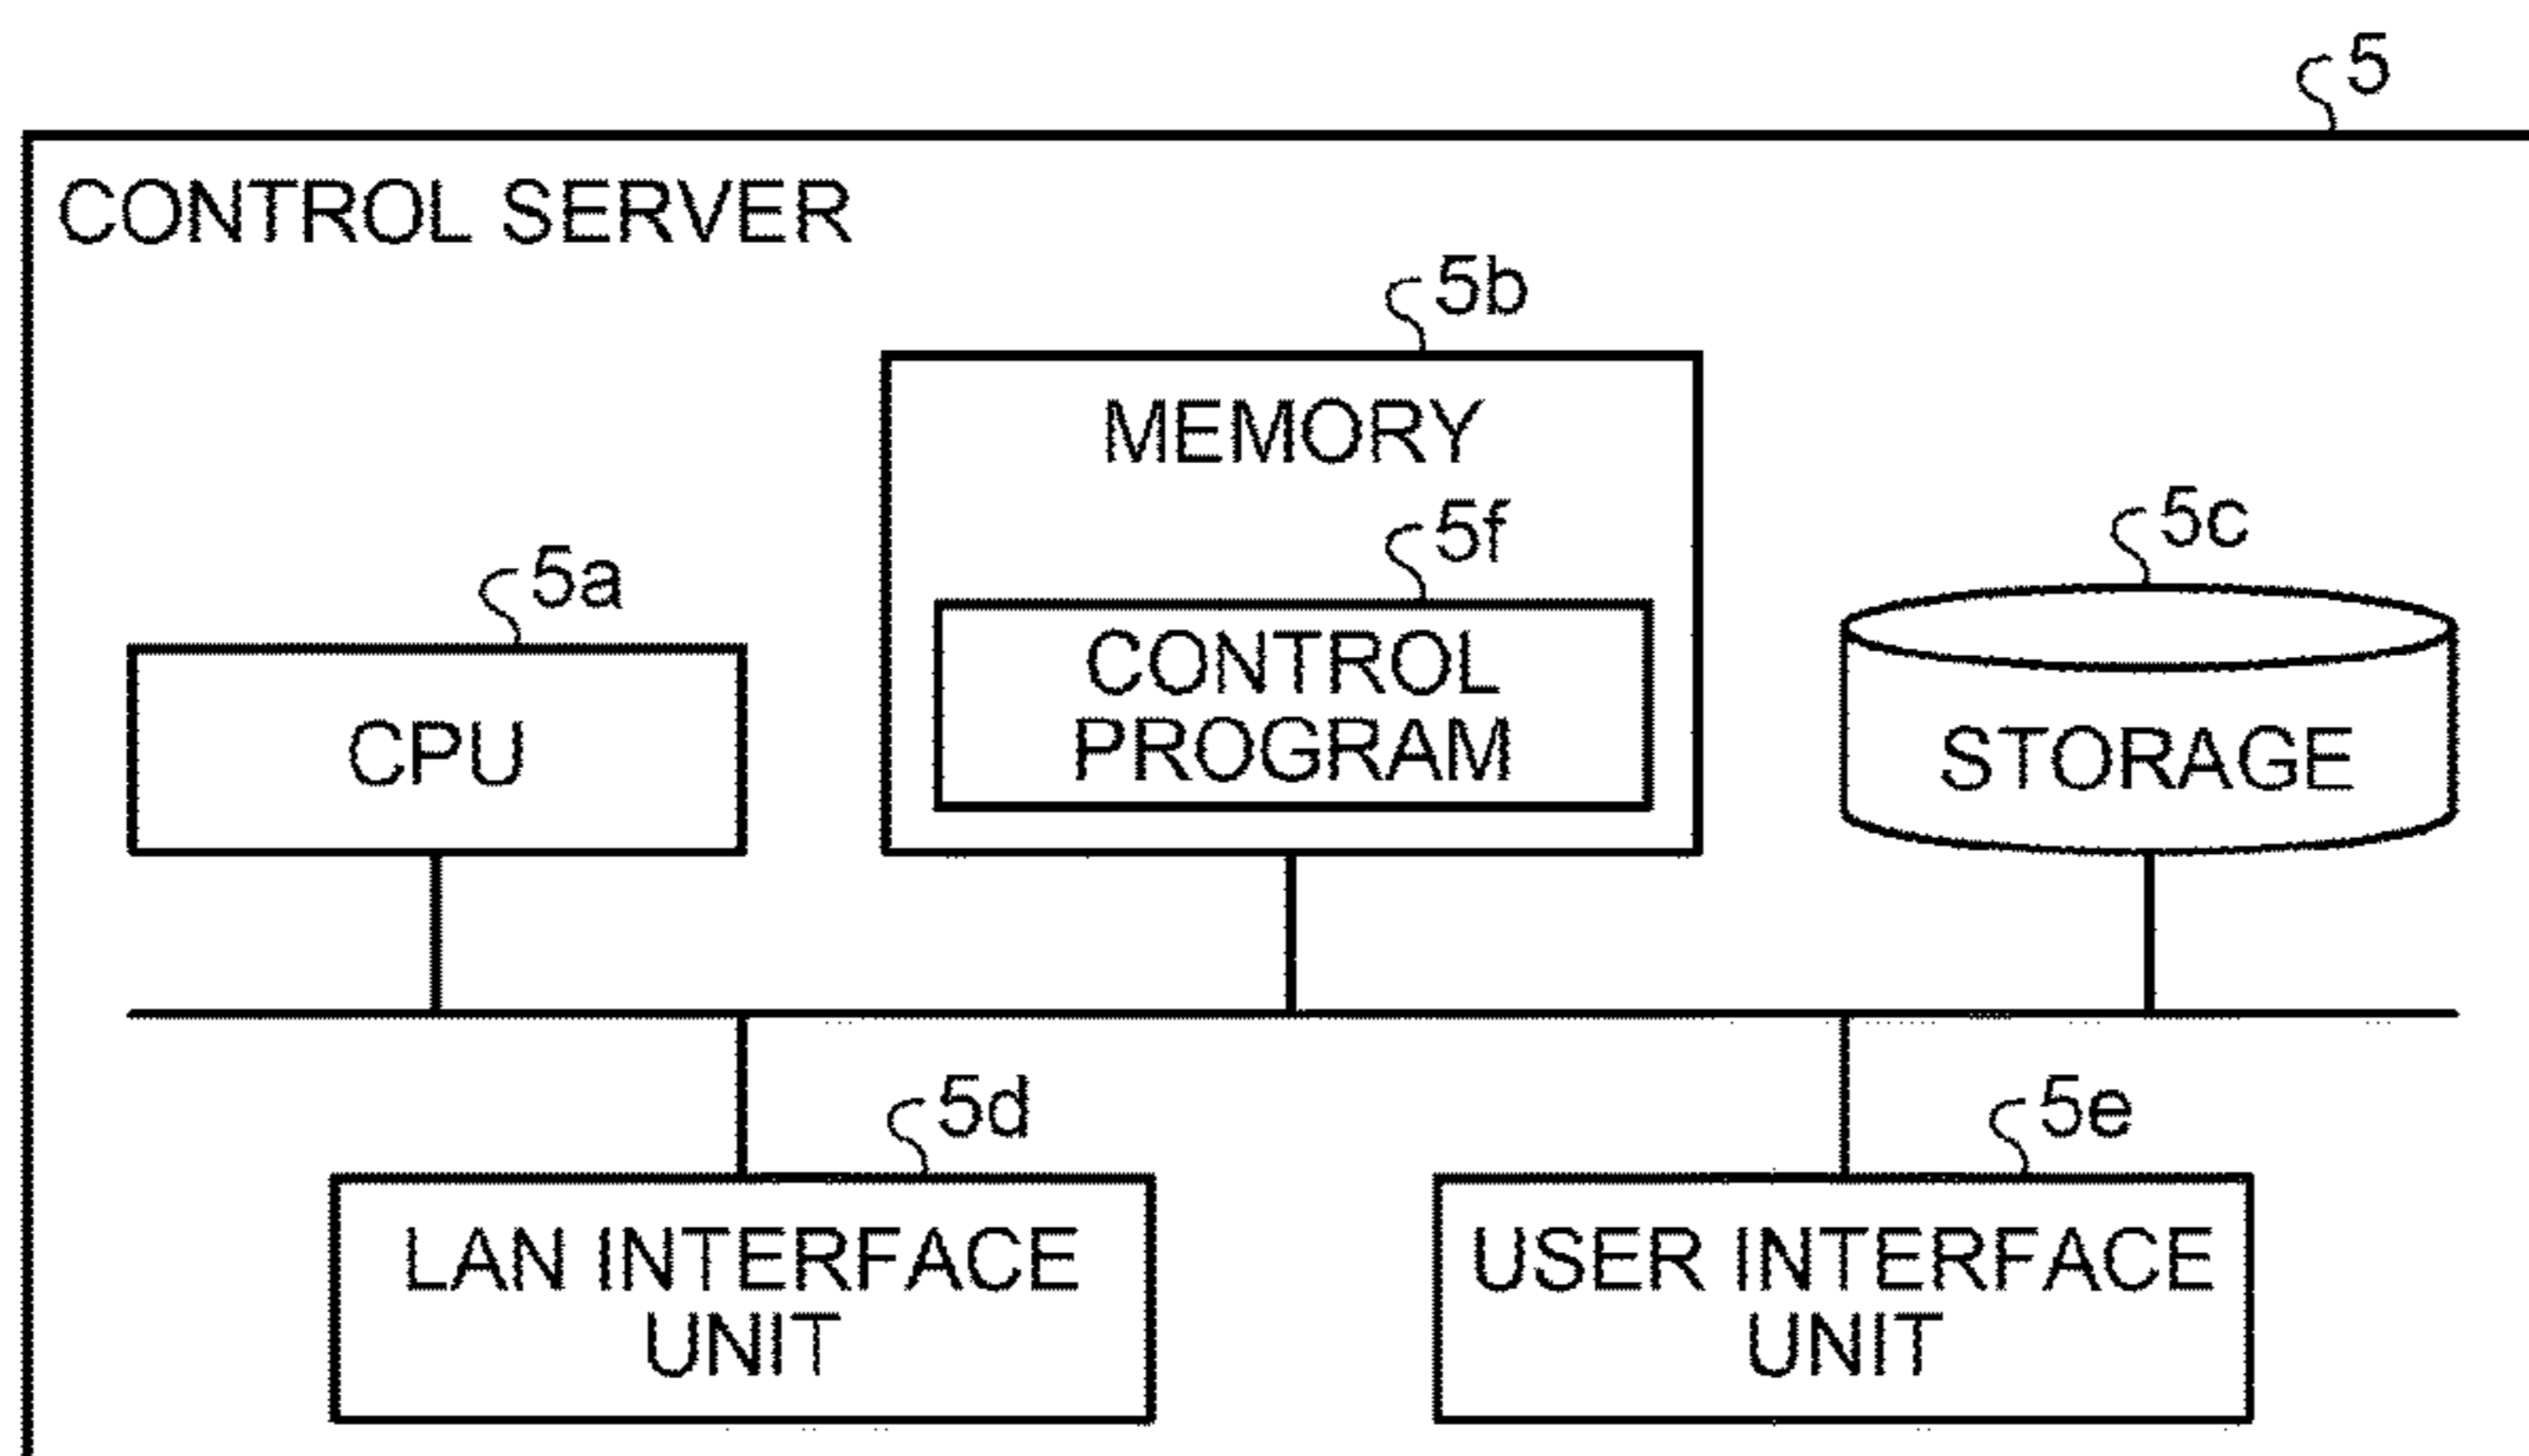 5
CONTROL SERVER
5b
MEMORY
5f
CONTROL
PROGRAM
5a
CPU
5c
STORAGE
5d
LAN INTERFACE
UNIT
5e
USER INTERFACE
UNIT